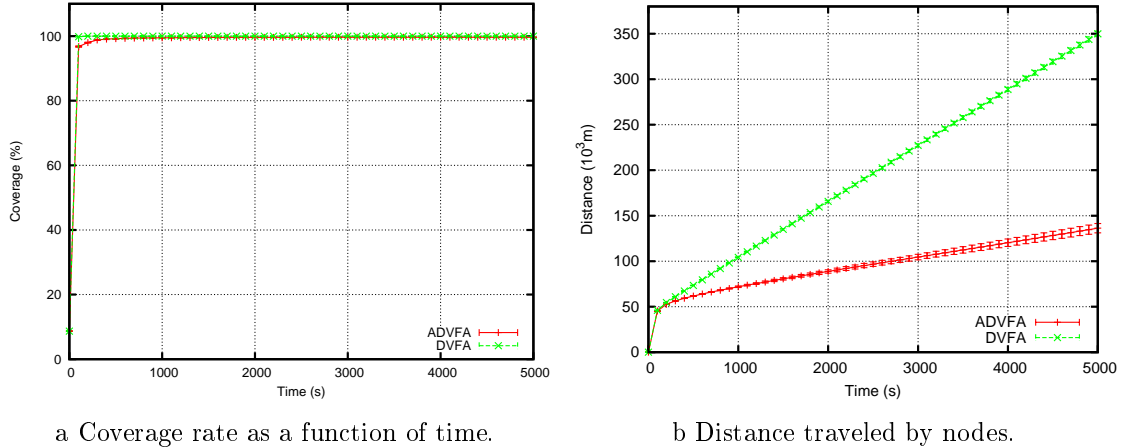 100
80
60
40
20
0
Coverage (%)
ADVFA
DVFA
0 1000 2000 3000 4000 5000
Time (s)
a Coverage rate as a function of time.
350
300
250
200
150
100
50
0
Distance (10³m)
ADVFA
DVFA
0 1000 2000 3000 4000 5000
Time (s)
b Distance traveled by nodes.